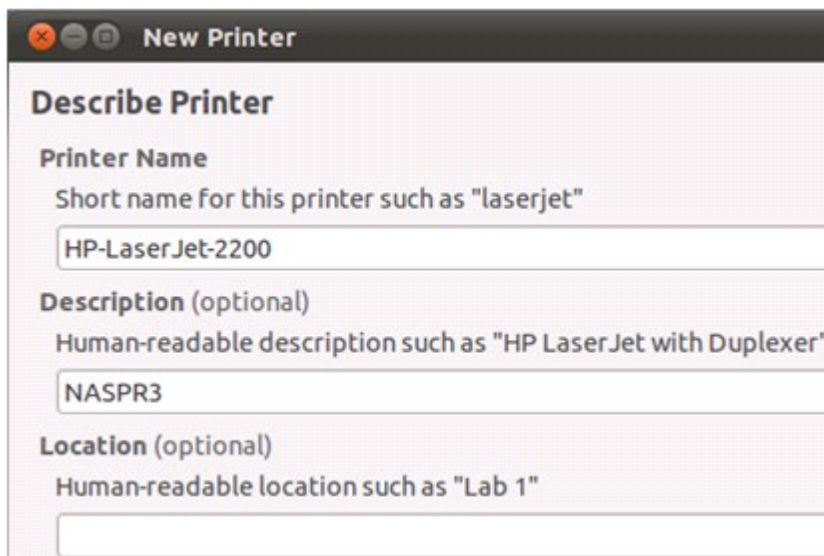 New Printer
Describe Printer
Printer Name
Short name for this printer such as "laserjet"
HP-LaserJet-2200
Description (optional)
Human-readable description such as "HP LaserJet with Duplexer"
NASPR3
Location (optional)
Human-readable location such as "Lab 1"